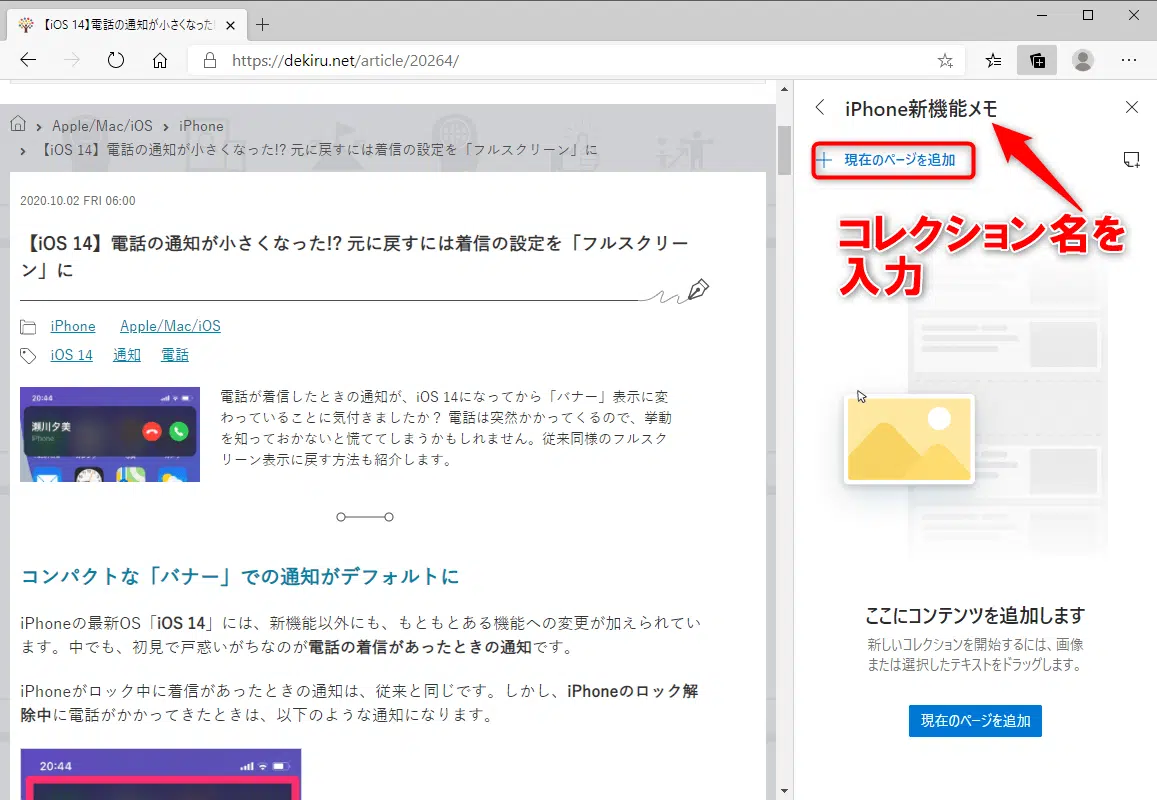 【iOS 14】電話の通知が小さくなった!
https://dekiru.net/article/20264/
Apple/Mac/iOS > iPhone
> 【iOS 14】電話の通知が小さくなった!? 元に戻すには着信の設定を「フルスクリーン」に
2020.10.02 FRI 06:00
【iOS 14】電話の通知が小さくなった!? 元に戻すには着信の設定を「フルスクリー
ン」に
iPhone Apple/Mac/iOS
iOS 14 通知 電話
20:44
瀬川夕美
iPhone
電話が着信したときの通知が、iOS 14になってから「バナー」表示に変
わっていることに気付きましたか？ 電話は突然かかってくるので、挙動
を知っておかないと慌ててしまうかもしれません。従来同様のフルスク
リーン表示に戻す方法も紹介します。
コンパクトな「バナー」での通知がデフォルトに
iPhoneの最新OS「iOS 14」には、新機能以外にも、もともとある機能への変更が加えられてい
ます。中でも、初見で戸惑いがちなのが電話の着信があったときの通知です。
iPhoneがロック中に着信があったときの通知は、従来と同じです。しかし、iPhoneのロック解
除中に電話がかかってきたときは、以下のような通知になります。
20:44
iPhone新機能メモ
現在のページを追加
コレクション名を
入力
ここにコンテンツを追加します
新しいコレクションを開始するには、画像
または選択したテキストをドラッグします。
現在のページを追加